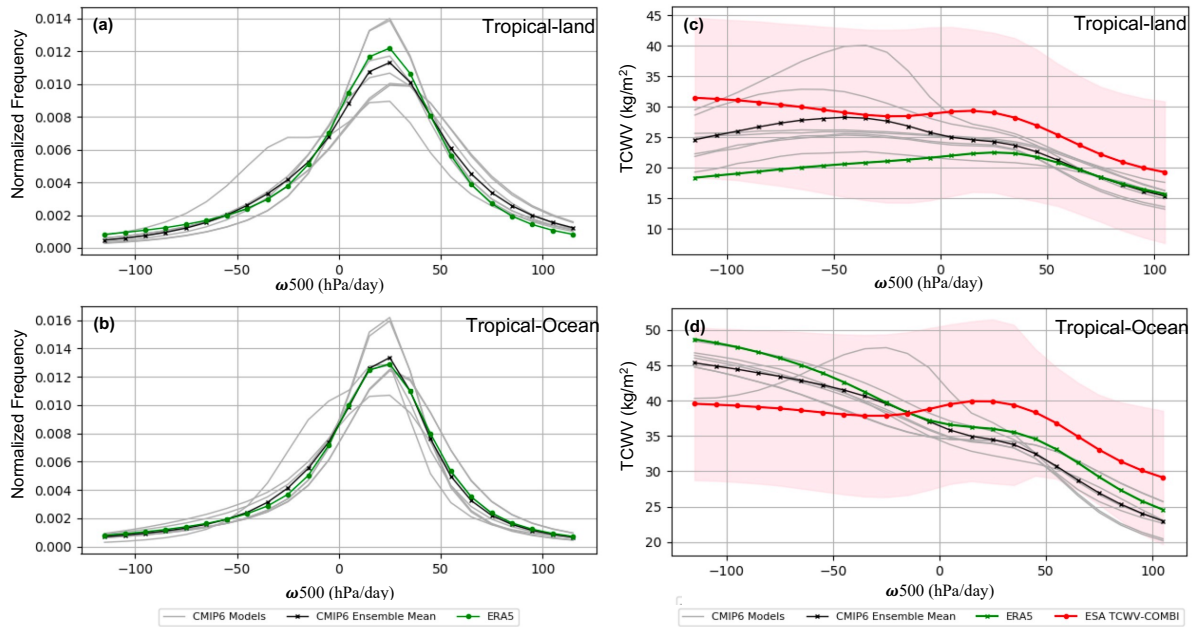 (a)
Tropical-land
Normalized Frequency
0.014
0.012
0.010
0.008
0.006
0.004
0.002
0.000
−100
−50
0
50
100
ω500 (hPa/day)
(c)
Tropical-land
TCWV (kg/m²)
45
40
35
30
25
20
15
10
−100
−50
0
50
100
ω500 (hPa/day)
(b)
Tropical-Ocean
Normalized Frequency
0.016
0.014
0.012
0.010
0.008
0.006
0.004
0.002
0.000
−100
−50
0
50
100
ω500 (hPa/day)
(d)
Tropical-Ocean
TCWV (kg/m²)
50
45
40
35
30
25
20
−100
−50
0
50
100
ω500 (hPa/day)
CMIP6 Models CMIP6 Ensemble Mean ERA5
CMIP6 Models CMIP6 Ensemble Mean ERA5 ESA TCWV-COMBI